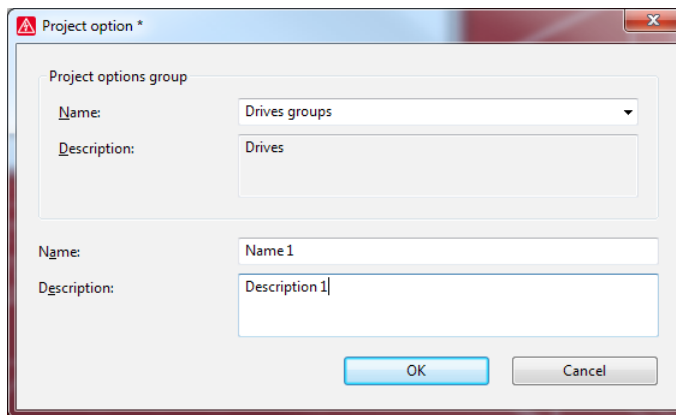 Project option *
Project options group
Name:
Drives groups
Description:
Drives
Name:
Name 1
Description:
Description 1
OK
Cancel